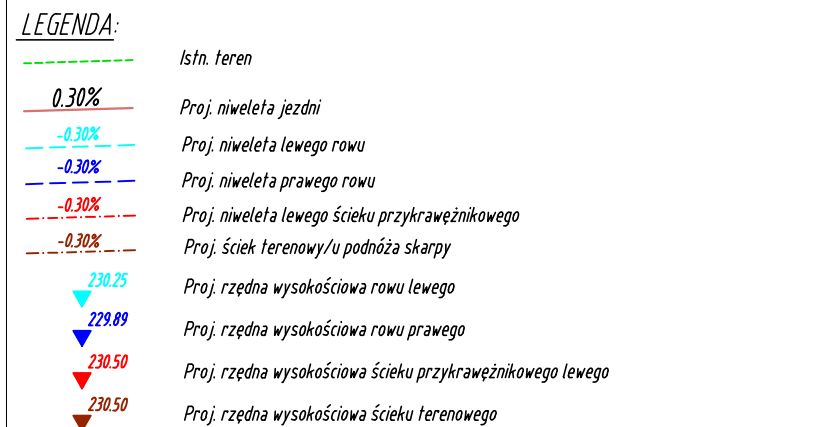 LEGENDA:
Istn. teren
0.30% Proj. niweleta jezdni
-0.30% Proj. niweleta lewego rowu
-0.30% Proj. niweleta prawego rowu
-0.30% Proj. niweleta lewego ścieku przykrawężnikowego
-0.30% Proj. ściek terenowy/u podnóża skarpy
230.25 Proj. rzędna wysokościowa rowu lewego
229.89 Proj. rzędna wysokościowa rowu prawego
230.50 Proj. rzędna wysokościowa ścieku przykrawężnikowego lewego
230.50 Proj. rzędna wysokościowa ścieku terenowego